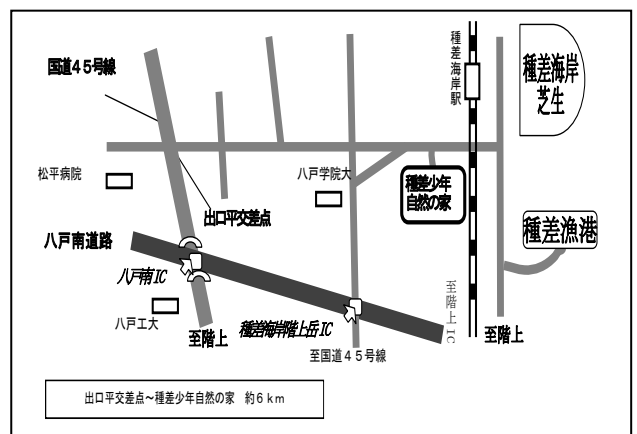 国道４５号線
種差海岸駅
種差海岸
芝生
松平病院
八戸学院大
種差少年
自然の家
出口平交差点
八戸南道路
種差漁港
八戸南IC
八戸工大
至階上
種差海岸階上岳IC
至国道４５号線
至階上IC
至階上
出口平交差点～種差少年自然の家　約６ｋｍ